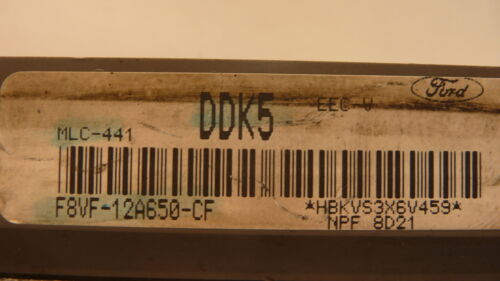 Ford
DDK5 EEC-V
MLC-441
F8VF-12A650-CF *HBKVS3X6V459*
NPF 8D21